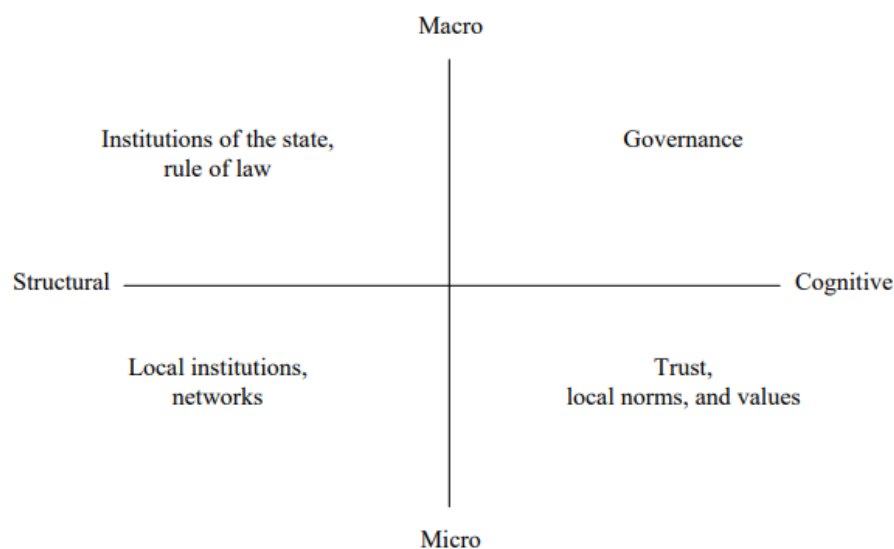 Macro
Institutions of the state,
rule of law
Governance
Structural
Cognitive
Local institutions,
networks
Trust,
local norms, and values
Micro